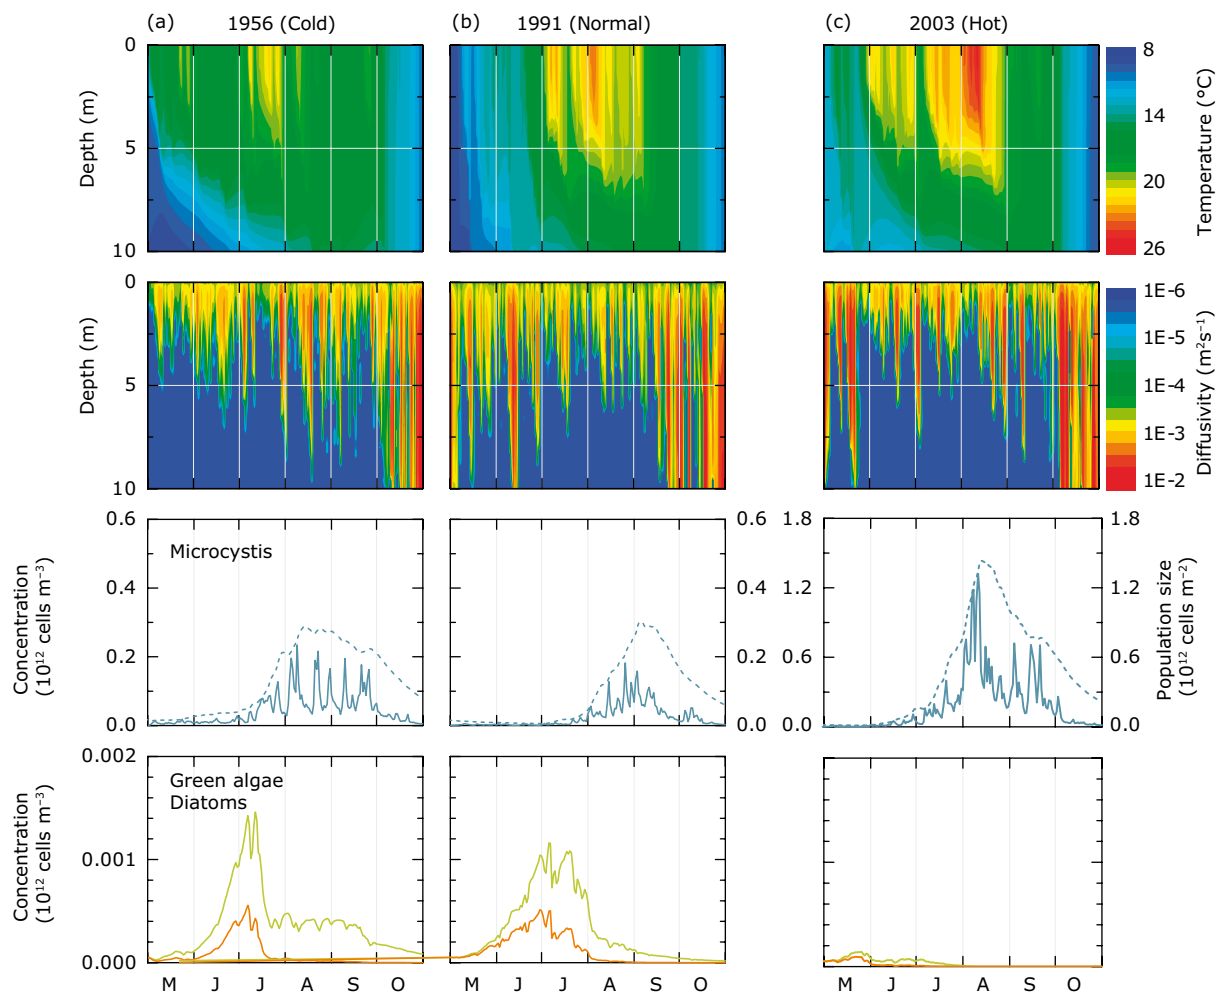 (a) 1956 (Cold) (b) 1991 (Normal) (c) 2003 (Hot)
0 8
Depth (m) 5 14 Temperature (°C)
20
10 26
0 1E-6
Depth (m) 5 1E-5 Diffusivity (m²s⁻¹)
1E-4
1E-3
10 1E-2
0.6 0.6 1.8 1.8
Microcystis
Concentration
(10¹² cells m⁻³)
0.4 0.4 1.2 1.2
Population size
(10¹² cells m⁻²)
0.2 0.2 0.6 0.6
0.0 0.0 0.0 0.0
0.002
Green algae
Diatoms
Concentration
(10¹² cells m⁻³)
0.001
0.000
M J J A S O M J J A S O M J J A S O